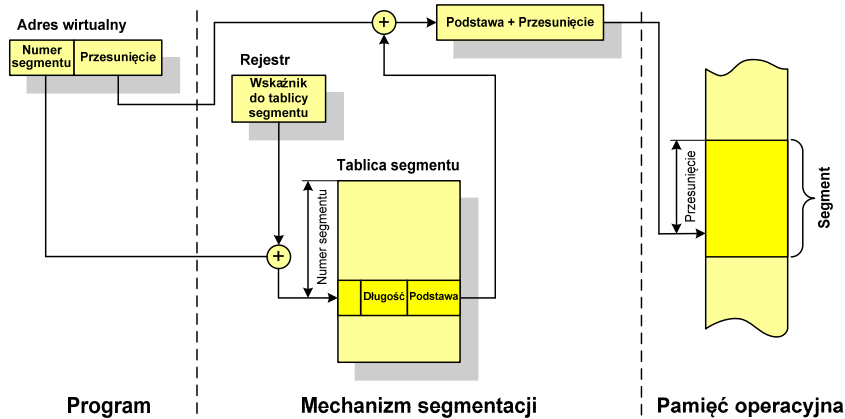 Adres wirtualny
Numer
segmentu
Przesunięcie
Rejestr
Wskaźnik
do tablicy
segmentu
+
Podstawa + Przesunięcie
Tablica segmentu
Numer segmentu
+
Długość
Podstawa
Przesunięcie
Segment
Program
Mechanizm segmentacji
Pamięć operacyjna